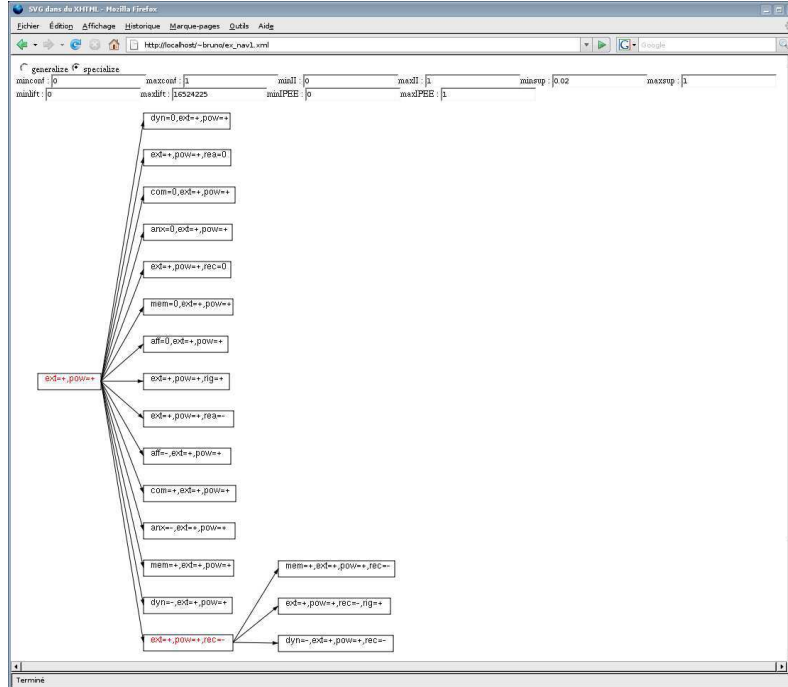 SVG dans du XHTML - Mozilla Firefox
Fichier Édition Affichage Historique Marque-pages Outils Aide
http://localhost/~bruno/ex_nav1.xml
Google
generalize specialize
minconf : 0 maxconf : 1 minII : 0 maxII : 1 minsup : 0.02 maxsup : 1
minlift : 0 maxlift : 16524225 minIPEE : 0 maxIPEE : 1
dyn=0,ext=+,pow=+
ext=+,pow=+,rea=0
com=0,ext=+,pow=+
anx=0,ext=+,pow=+
ext=+,pow=+,rec=0
mem=0,ext=+,pow=+
aff=0,ext=+,pow=+
ext=+,pow=+ ext=+,pow=+,rig=+
ext=+,pow=+,rea=-
aff=-,ext=+,pow=+
com=+,ext=+,pow=+
anx=-,ext=+,pow=+
mem=+,ext=+,pow=+ mem=+,ext=+,pow=+,rec=-
dyn=-,ext=+,pow=+ ext=+,pow=+,rec=-,rig=+
ext=+,pow=+,rec=- dyn=-,ext=+,pow=+,rec=-
Terminé